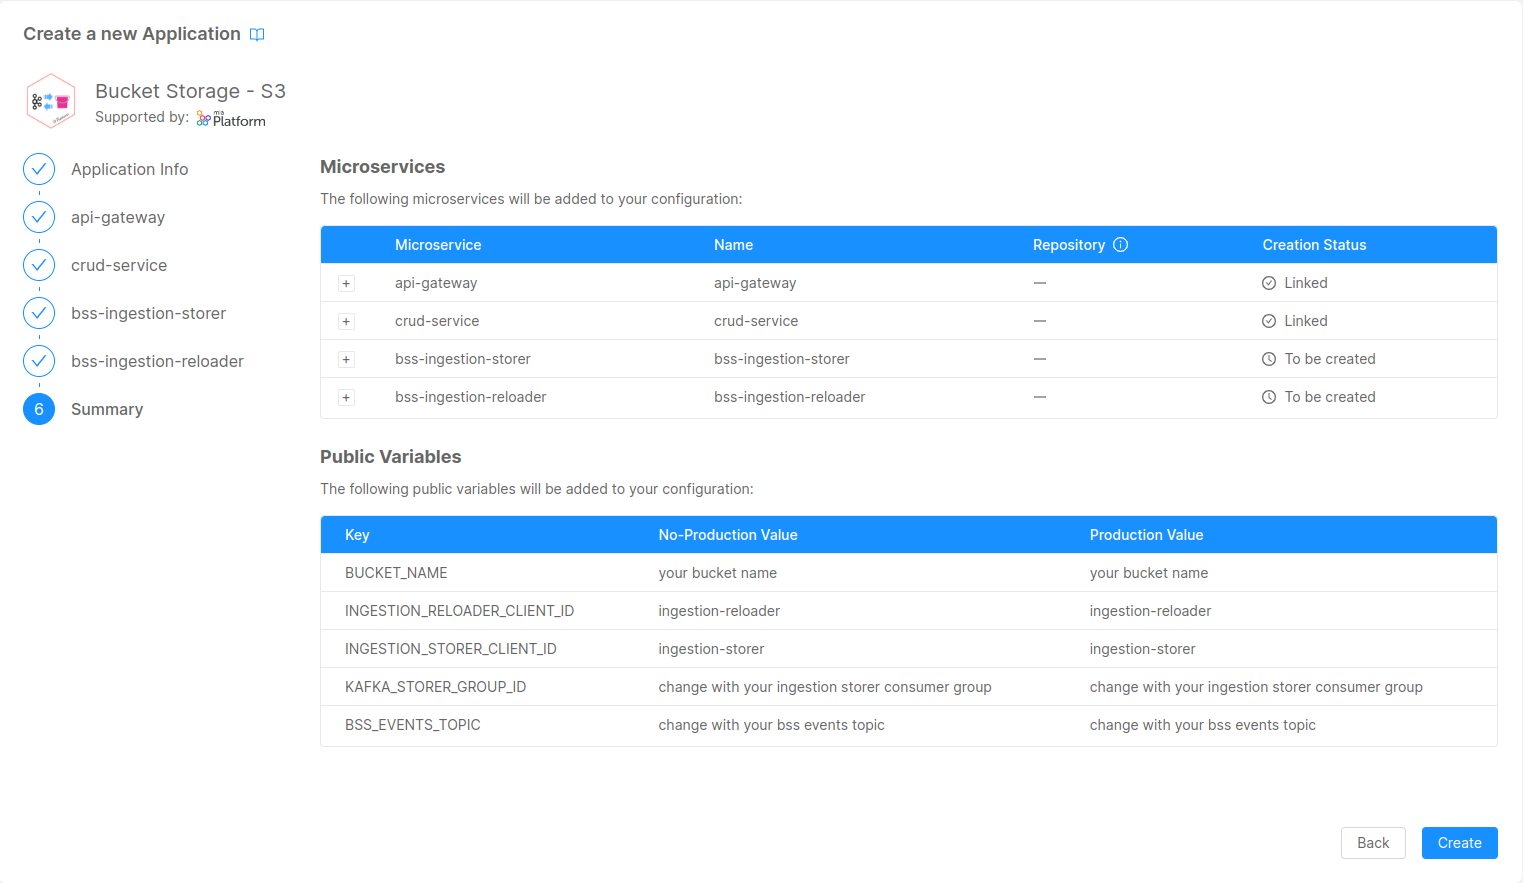 Create a new Application
Bucket Storage - S3
Supported by: mia Platform
Application Info
api-gateway
crud-service
bss-ingestion-storer
bss-ingestion-reloader
6 Summary
Microservices
The following microservices will be added to your configuration:
Microservice Name Repository Creation Status
+ api-gateway api-gateway — Linked
+ crud-service crud-service — Linked
+ bss-ingestion-storer bss-ingestion-storer — To be created
+ bss-ingestion-reloader bss-ingestion-reloader — To be created
Public Variables
The following public variables will be added to your configuration:
Key No-Production Value Production Value
BUCKET_NAME your bucket name your bucket name
INGESTION_RELOADER_CLIENT_ID ingestion-reloader ingestion-reloader
INGESTION_STORER_CLIENT_ID ingestion-storer ingestion-storer
KAFKA_STORER_GROUP_ID change with your ingestion storer consumer group change with your ingestion storer consumer group
BSS_EVENTS_TOPIC change with your bss events topic change with your bss events topic
Back Create